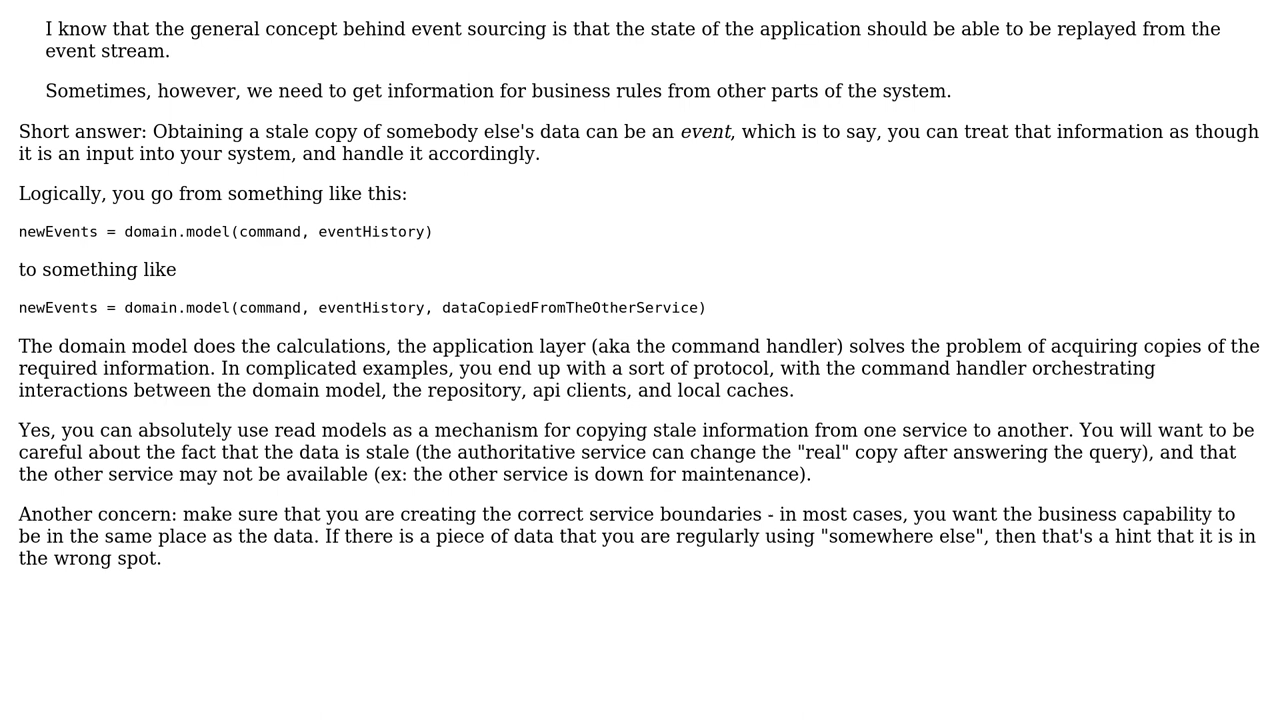 I know that the general concept behind event sourcing is that the state of the application should be able to be replayed from the
event stream.
Sometimes, however, we need to get information for business rules from other parts of the system.
Short answer: Obtaining a stale copy of somebody else's data can be an event, which is to say, you can treat that information as though
it is an input into your system, and handle it accordingly.
Logically, you go from something like this:
newEvents = domain.model(command, eventHistory)
to something like
newEvents = domain.model(command, eventHistory, dataCopiedFromTheOtherService)
The domain model does the calculations, the application layer (aka the command handler) solves the problem of acquiring copies of the
required information. In complicated examples, you end up with a sort of protocol, with the command handler orchestrating
interactions between the domain model, the repository, api clients, and local caches.
Yes, you can absolutely use read models as a mechanism for copying stale information from one service to another. You will want to be
careful about the fact that the data is stale (the authoritative service can change the "real" copy after answering the query), and that
the other service may not be available (ex: the other service is down for maintenance).
Another concern: make sure that you are creating the correct service boundaries - in most cases, you want the business capability to
be in the same place as the data. If there is a piece of data that you are regularly using "somewhere else", then that's a hint that it is in
the wrong spot.